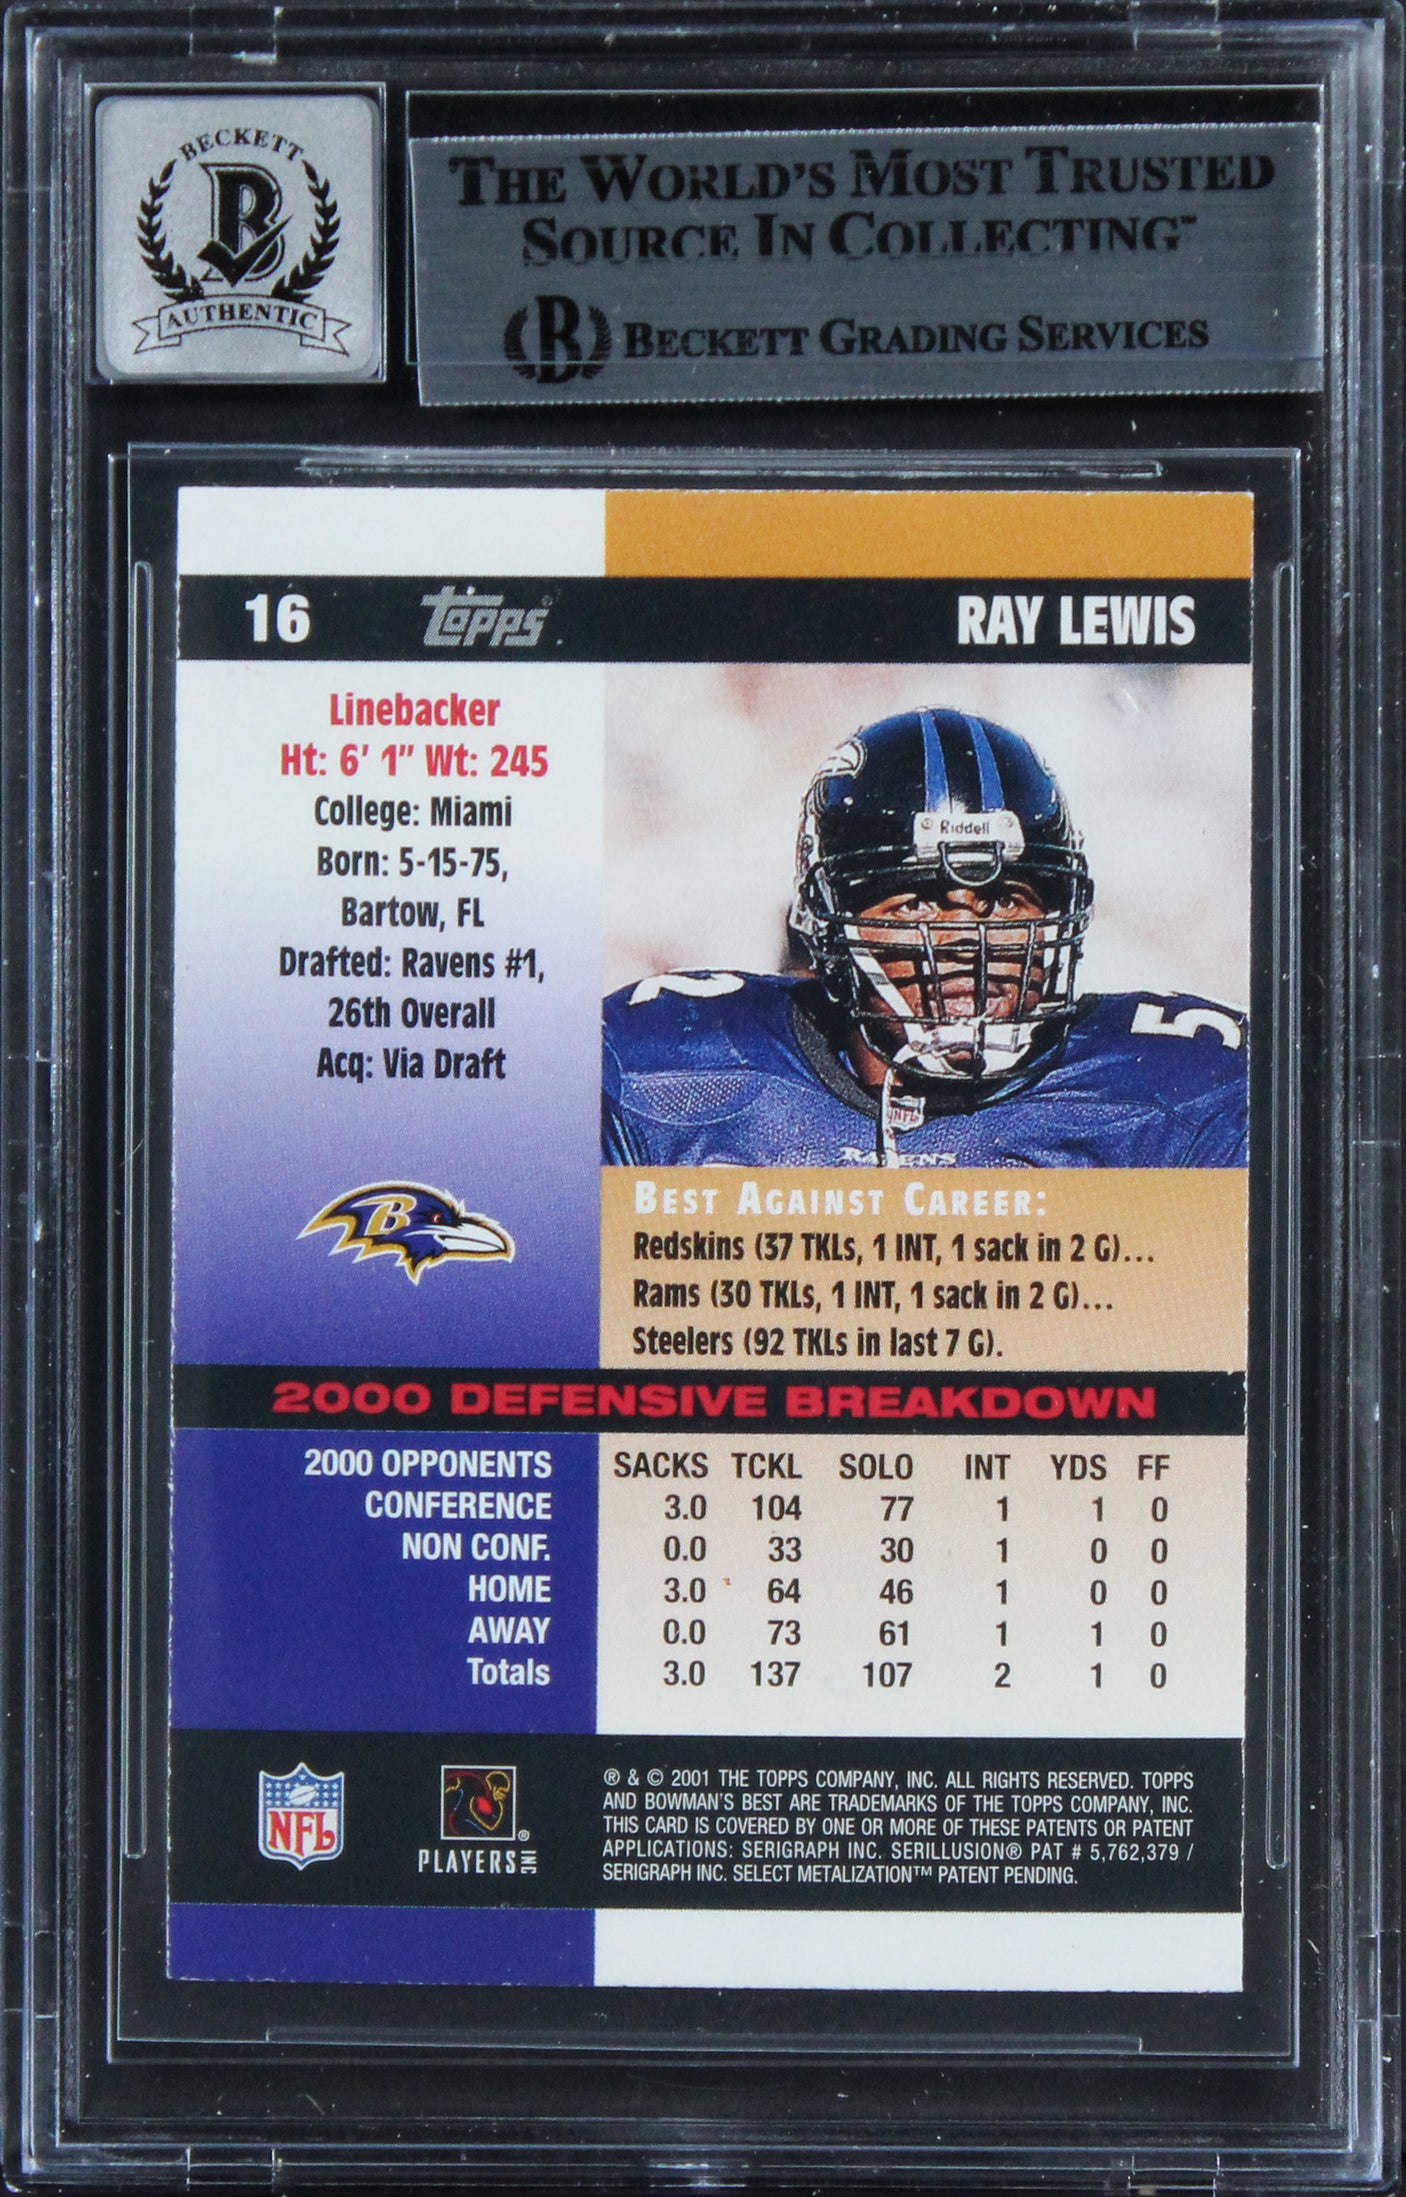 BECKETT
B
AUTHENTIC
THE WORLD'S MOST TRUSTED
SOURCE IN COLLECTING™
B BECKETT GRADING SERVICES
16 Topps® RAY LEWIS
Linebacker
Ht: 6' 1" Wt: 245
College: Miami
Born: 5-15-75,
Bartow, FL
Drafted: Ravens #1,
26th Overall
Acq: Via Draft
B
Riddell
2
5
NFL
RAVENS
BEST AGAINST CAREER:
Redskins (37 TKLs, 1 INT, 1 sack in 2 G)...
Rams (30 TKLs, 1 INT, 1 sack in 2 G)...
Steelers (92 TKLs in last 7 G).
2000 DEFENSIVE BREAKDOWN
2000 OPPONENTS SACKS TCKL SOLO INT YDS FF
CONFERENCE 3.0 104 77 1 1 0
NON CONF. 0.0 33 30 1 0 0
HOME 3.0 64 46 1 0 0
AWAY 0.0 73 61 1 1 0
Totals 3.0 137 107 2 1 0
NFL
PLAYERS INC ®
® & © 2001 THE TOPPS COMPANY, INC. ALL RIGHTS RESERVED. TOPPS
AND BOWMAN'S BEST ARE TRADEMARKS OF THE TOPPS COMPANY, INC.
THIS CARD IS COVERED BY ONE OR MORE OF THESE PATENTS OR PATENT
APPLICATIONS: SERIGRAPH INC. SERILLUSION® PAT # 5,762,379 /
SERIGRAPH INC. SELECT METALIZATION™ PATENT PENDING.